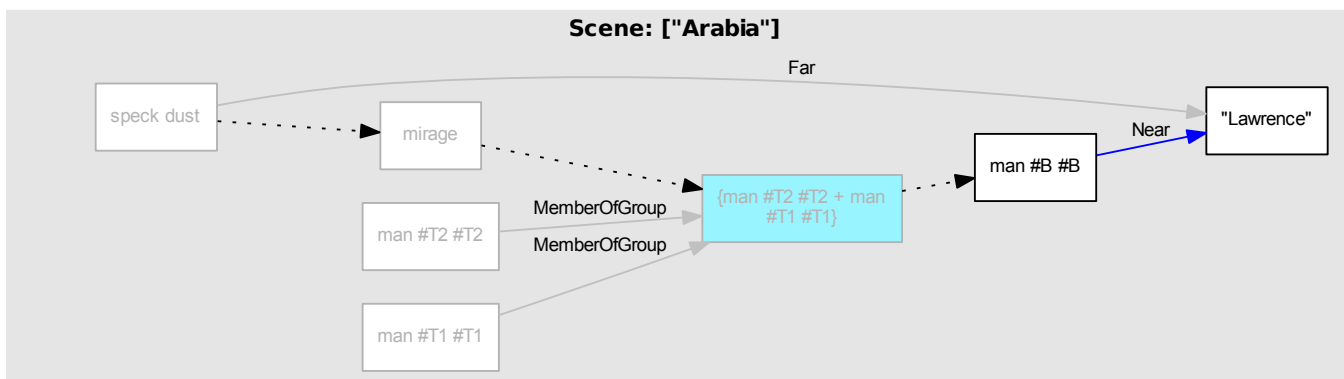 Scene: ["Arabia"]
Far
speck dust
"Lawrence"
mirage
Near
man #B #B
{man #T2 #T2 + man
#T1 #T1}
MemberOfGroup
man #T2 #T2
MemberOfGroup
man #T1 #T1